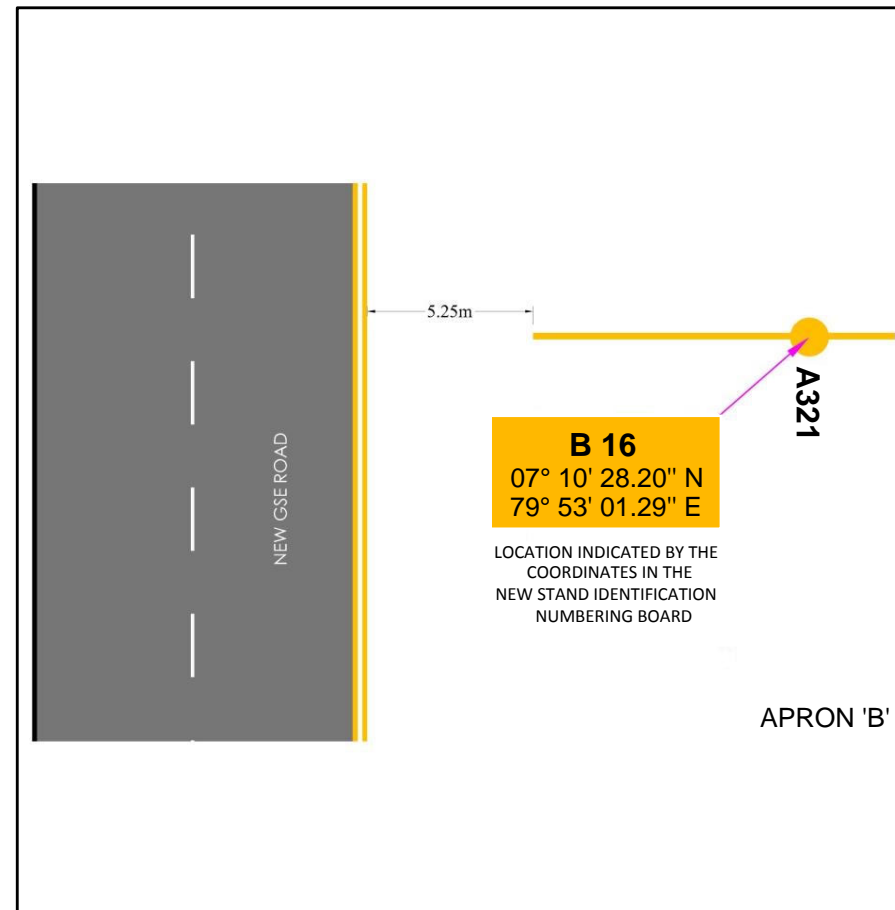 5.25m
A321
B 16
07° 10' 28.20" N
79° 53' 01.29" E
NEW GSE ROAD
LOCATION INDICATED BY THE
COORDINATES IN THE
NEW STAND IDENTIFICATION
NUMBERING BOARD
APRON 'B'